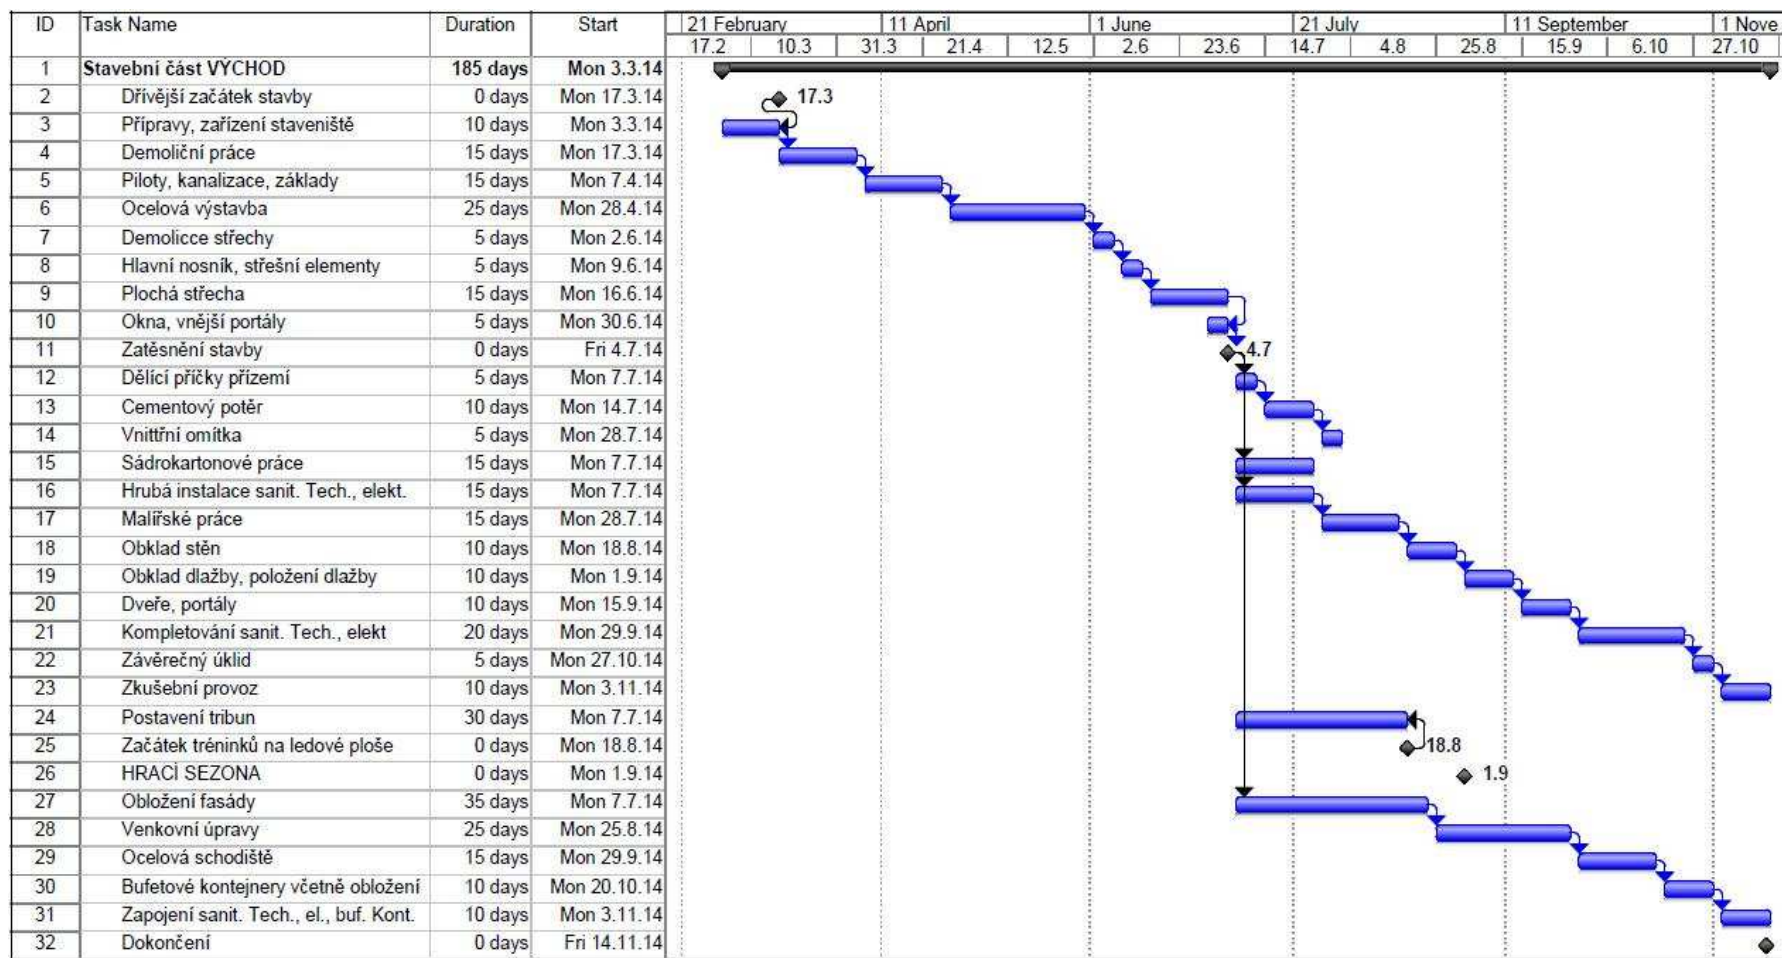 ID Task Name Duration Start 21 February 11 April 1 June 21 July 11 September 1 Nove
17.2 10.3 31.3 21.4 12.5 2.6 23.6 14.7 4.8 25.8 15.9 6.10 27.10
1 Stavební část VÝCHOD 185 days Mon 3.3.14
2 Dřívější začátek stavby 0 days Mon 17.3.14 17.3
3 Přípravy, zařízení staveniště 10 days Mon 3.3.14
4 Demoliční práce 15 days Mon 17.3.14
5 Piloty, kanalizace, základy 15 days Mon 7.4.14
6 Ocelová výstavba 25 days Mon 28.4.14
7 Demolicce střechy 5 days Mon 2.6.14
8 Hlavní nosník, střešní elementy 5 days Mon 9.6.14
9 Plochá střecha 15 days Mon 16.6.14
10 Okna, vnější portály 5 days Mon 30.6.14
11 Zatěsnění stavby 0 days Fri 4.7.14 4.7
12 Dělící příčky přízemí 5 days Mon 7.7.14
13 Cementový potěr 10 days Mon 14.7.14
14 Vnittřní omítka 5 days Mon 28.7.14
15 Sádrokartonové práce 15 days Mon 7.7.14
16 Hrubá instalace sanit. Tech., elekt. 15 days Mon 7.7.14
17 Malířské práce 15 days Mon 28.7.14
18 Obklad stěn 10 days Mon 18.8.14
19 Obklad dlažby, položení dlažby 10 days Mon 1.9.14
20 Dveře, portály 10 days Mon 15.9.14
21 Kompletování sanit. Tech., elekt 20 days Mon 29.9.14
22 Závěrečný úklid 5 days Mon 27.10.14
23 Zkušební provoz 10 days Mon 3.11.14
24 Postavení tribun 30 days Mon 7.7.14
25 Začátek tréninků na ledové ploše 0 days Mon 18.8.14 18.8
26 HRACÍ SEZONA 0 days Mon 1.9.14 1.9
27 Obložení fasády 35 days Mon 7.7.14
28 Venkovní úpravy 25 days Mon 25.8.14
29 Ocelová schodiště 15 days Mon 29.9.14
30 Bufetové kontejnery včetně obložení 10 days Mon 20.10.14
31 Zapojení sanit. Tech., el., buf. Kont. 10 days Mon 3.11.14
32 Dokončení 0 days Fri 14.11.14